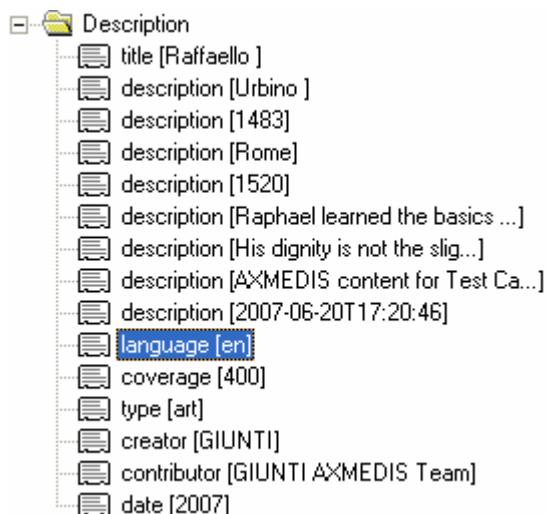 Description
title [Raffaello ]
description [Urbino ]
description [1483]
description [Rome]
description [1520]
description [Raphael learned the basics ...]
description [His dignity is not the slig...]
description [AXMEDIS content for Test Ca...]
description [2007-06-20T17:20:46]
language [en]
coverage [400]
type [art]
creator [GIUNTI]
contributor [GIUNTI AXMEDIS Team]
date [2007]